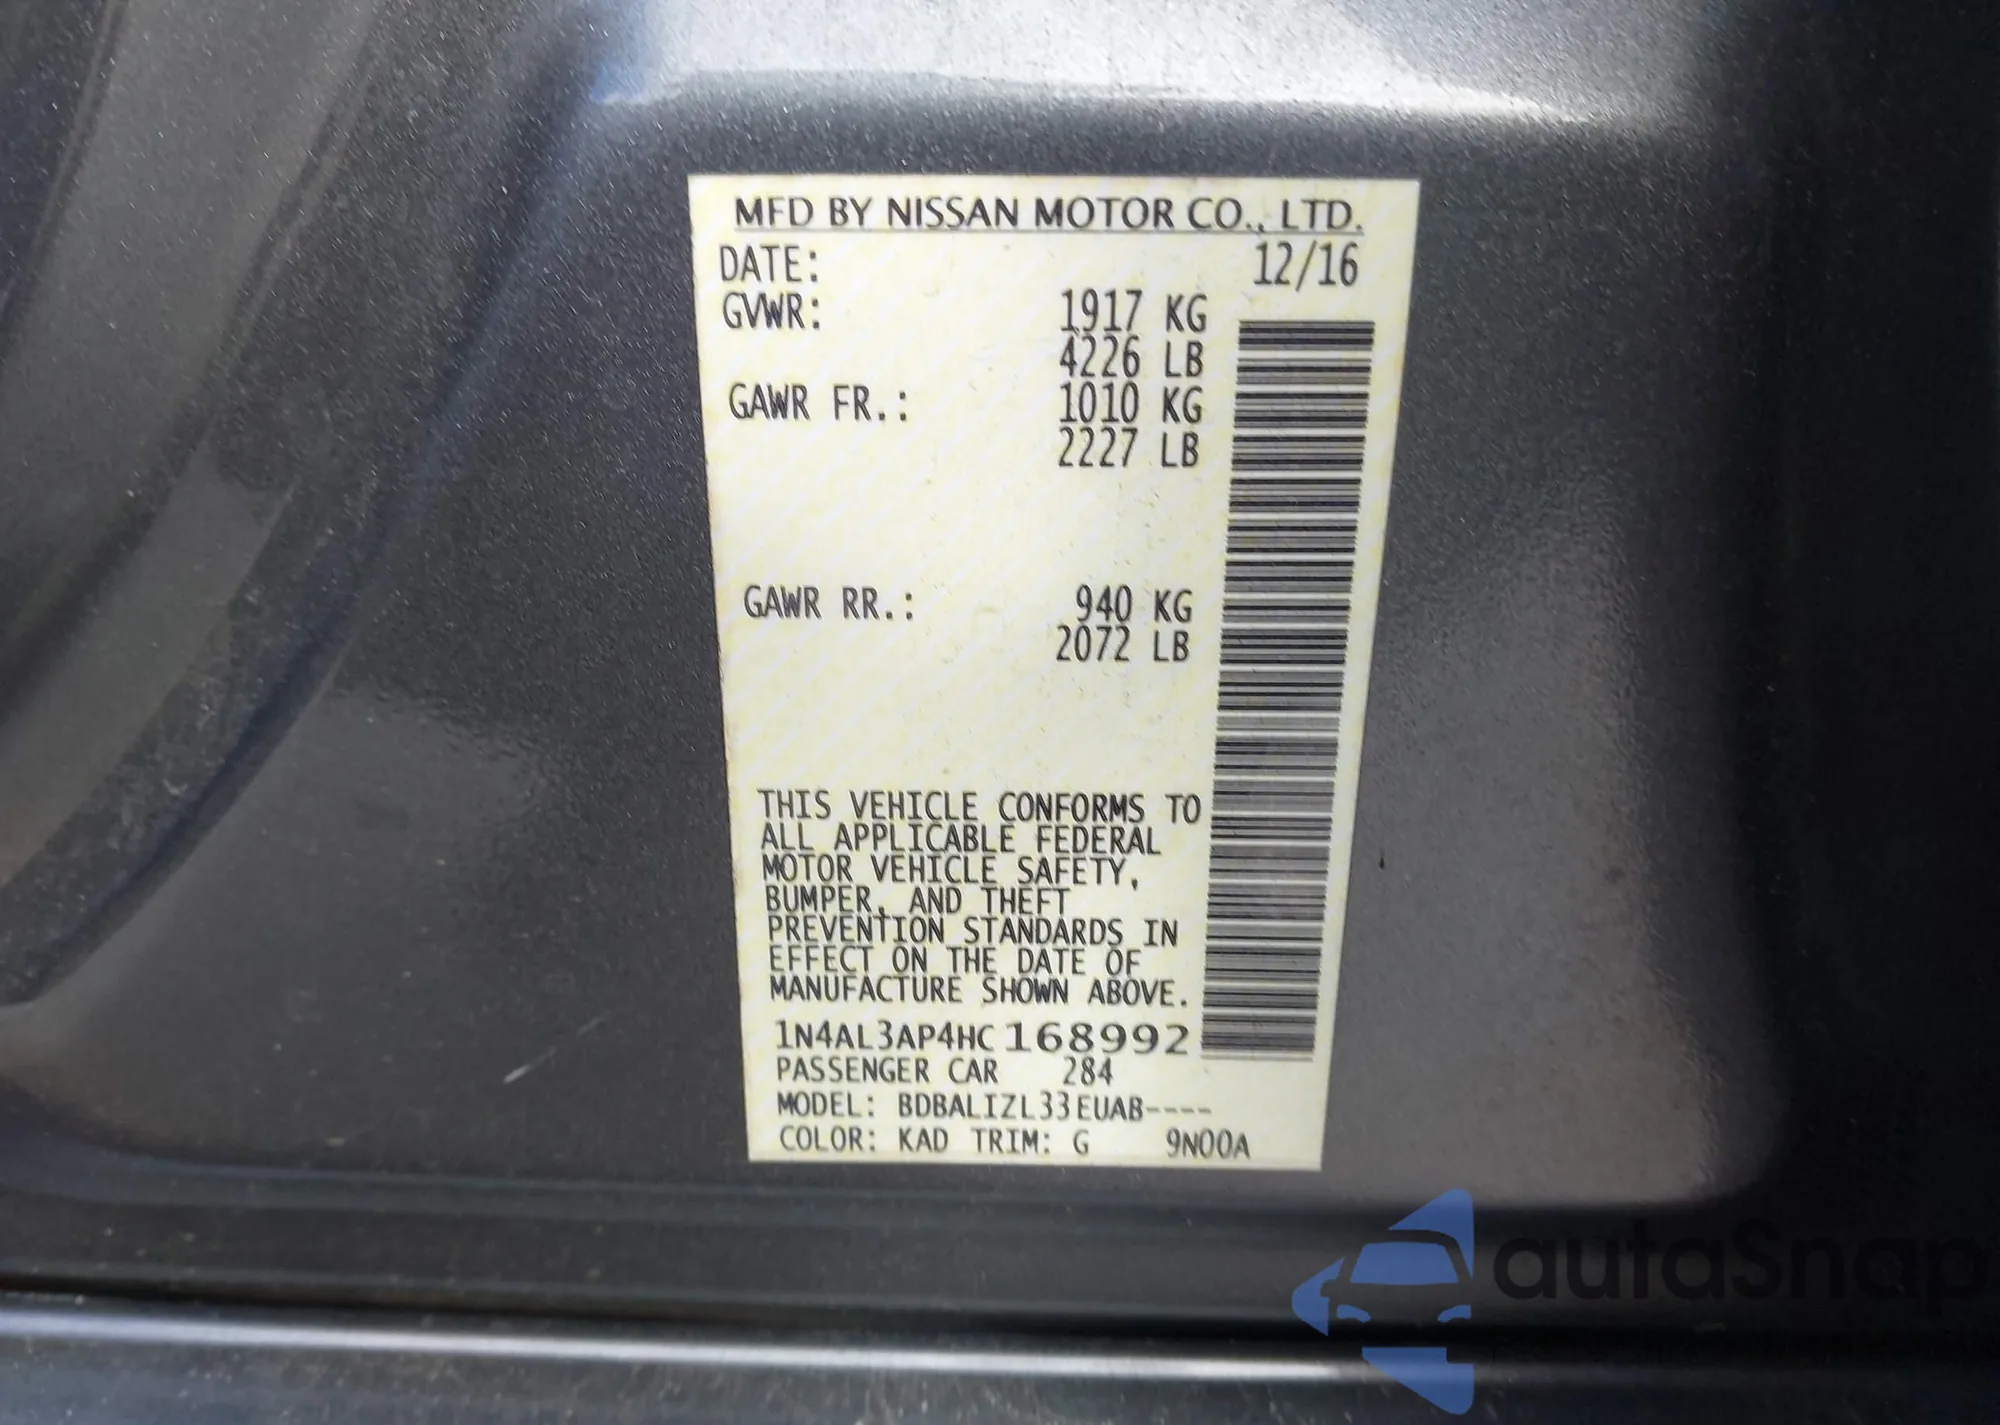 MFD BY NISSAN MOTOR CO., LTD.
DATE: 12/16
GVWR: 1917 KG
4226 LB
GAWR FR.: 1010 KG
2227 LB
GAWR RR.: 940 KG
2072 LB
THIS VEHICLE CONFORMS TO
ALL APPLICABLE FEDERAL
MOTOR VEHICLE SAFETY,
BUMPER, AND THEFT
PREVENTION STANDARDS IN
EFFECT ON THE DATE OF
MANUFACTURE SHOWN ABOVE.
1N4AL3AP4HC168992
PASSENGER CAR 284
MODEL: BDBALIZL33EUAB----
COLOR: KAD TRIM: G 9N00A
autaSnap